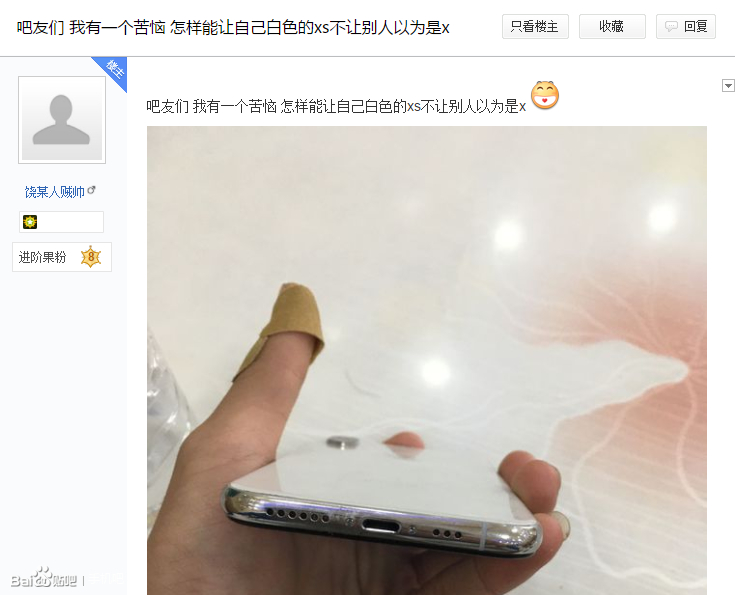 吧友们 我有一个苦恼 怎样能让自己白色的xs不让别人以为是x
只看楼主
收藏
回复
楼主
吧友们 我有一个苦恼 怎样能让自己白色的xs不让别人以为是x
饶某人贼帅
进阶果粉 8
Baidu贴吧